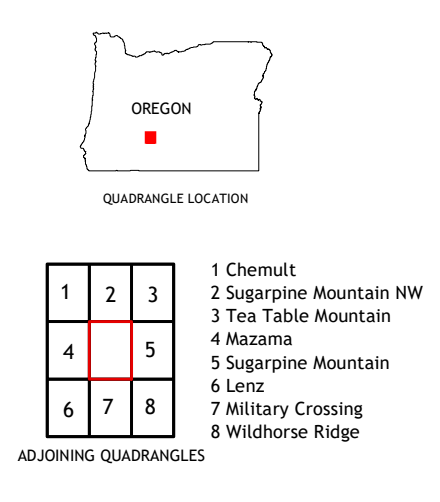 OREGON
QUADRANGLE LOCATION
1 2 3
4 5
6 7 8
ADJOINING QUADRANGLES
1 Chemult
2 Sugarpine Mountain NW
3 Tea Table Mountain
4 Mazama
5 Sugarpine Mountain
6 Lenz
7 Military Crossing
8 Wildhorse Ridge